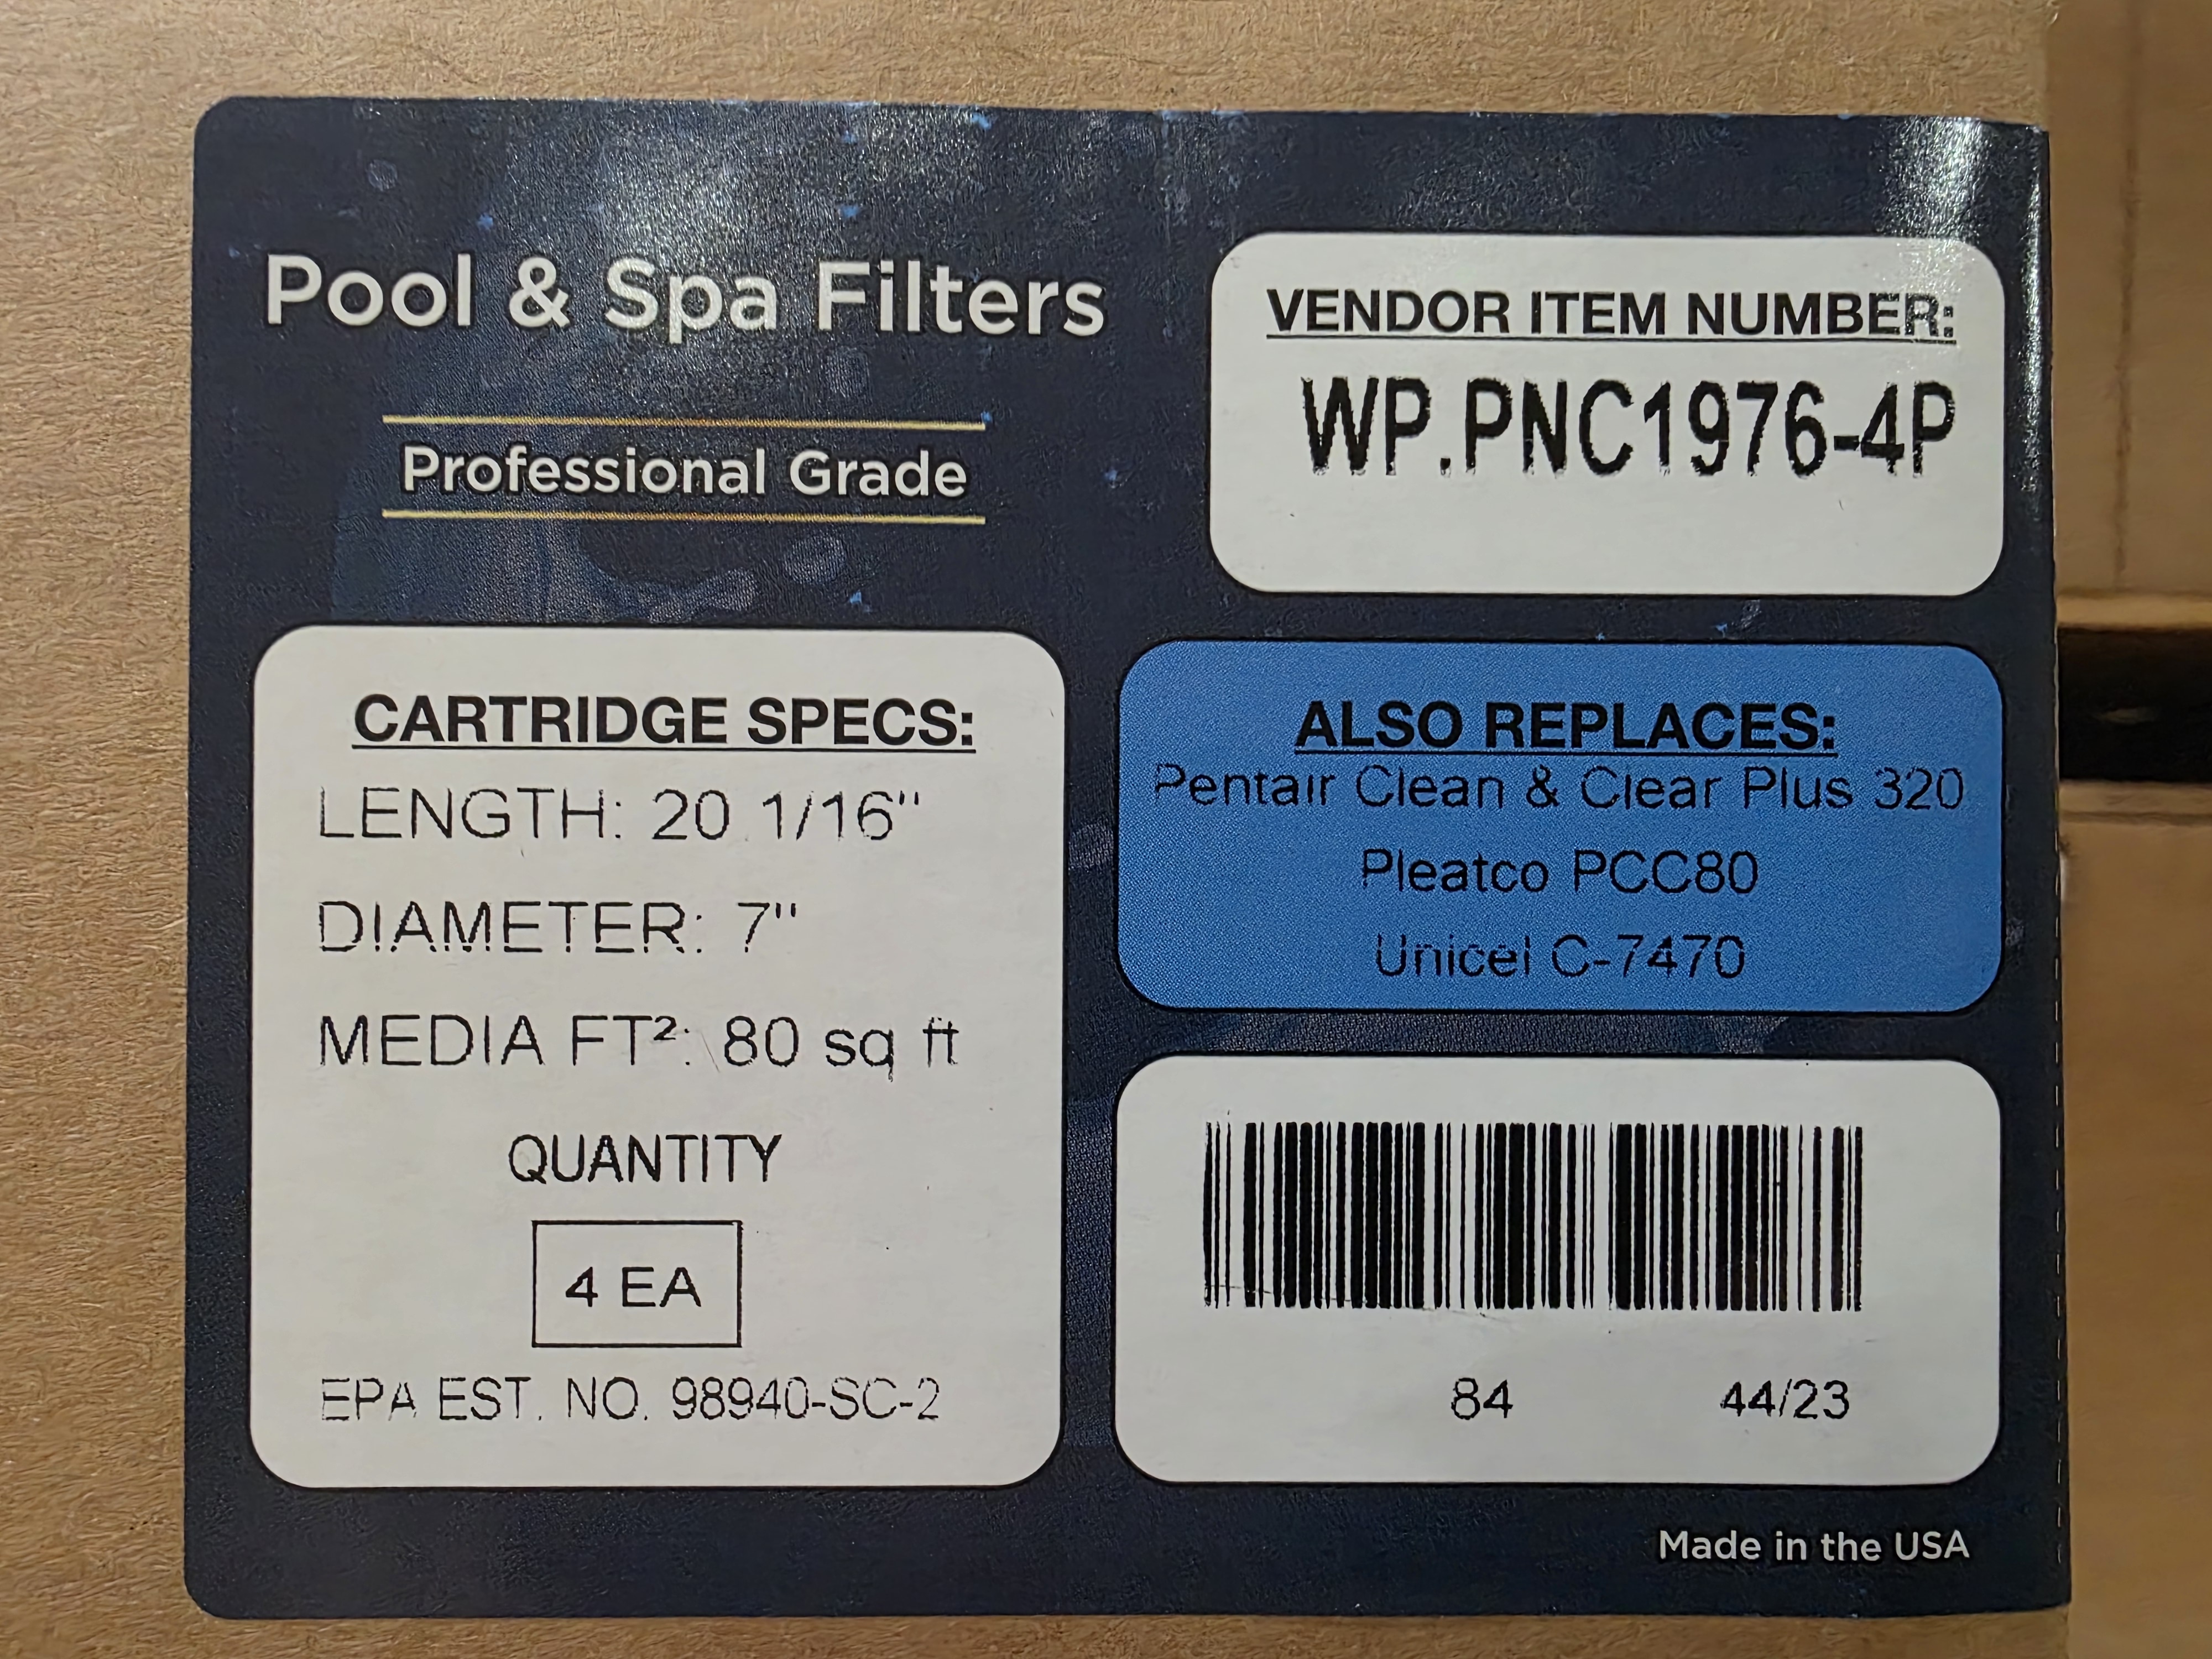 Pool & Spa Filters
Professional Grade
VENDOR ITEM NUMBER:
WP.PNC1976-4P
CARTRIDGE SPECS:
LENGTH: 20 1/16"
DIAMETER: 7"
MEDIA FT²: 80 sq ft
QUANTITY
4 EA
EPA EST. NO. 98940-SC-2
ALSO REPLACES:
Pentair Clean & Clear Plus 320
Pleatco PCC80
Unicel C-7470
84 44/23
Made in the USA